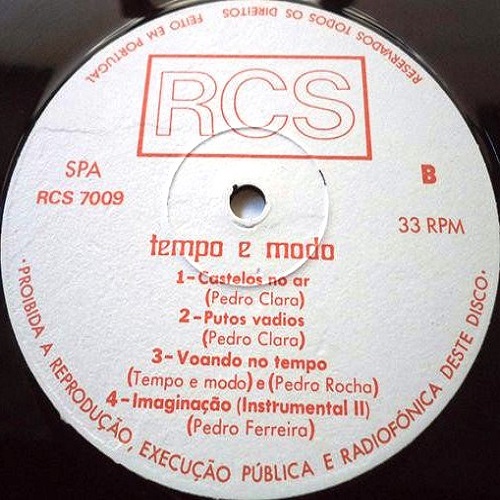 RESERVADOS TODOS OS DIREITOS
FEITO EM PORTUGAL
RCS
SPA
RCS 7009
B
33 RPM
tempo e modo
1-Castelos no ar
(Pedro Clara)
2-Putos vadios
(Pedro Clara)
3-Voando no tempo
(Tempo e modo) e (Pedro Rocha)
4-Imaginação (Instrumental II)
(Pedro Ferreira)
·PROIBIDA A REPRODUÇÃO, EXECUÇÃO PÚBLICA E RADIOFÓNICA DESTE DISCO·